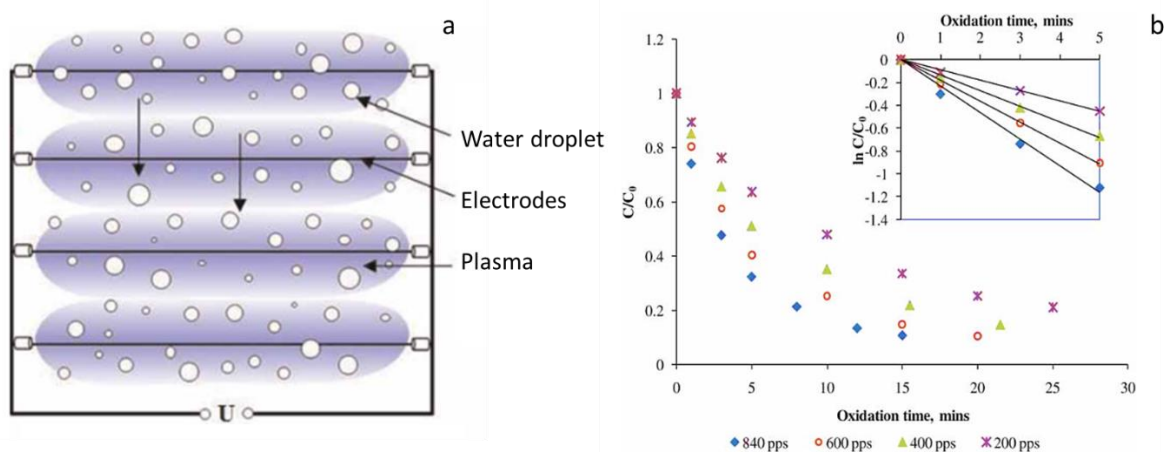 a
Water droplet
Electrodes
Plasma
U
b
Oxidation time, mins
0 1 2 3 4 5
0
-0.2
-0.4
-0.6
-0.8
-1
-1.2
-1.4
ln C/C0
1.2
1
0.8
0.6
0.4
0.2
0
C/C0
0 5 10 15 20 25 30
Oxidation time, mins
840 pps 600 pps 400 pps 200 pps